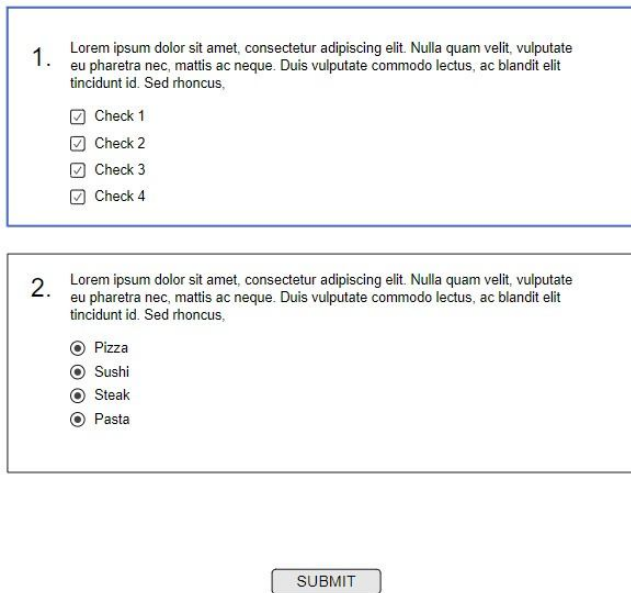 1.
Lorem ipsum dolor sit amet, consectetur adipiscing elit. Nulla quam velit, vulputate
eu pharetra nec, mattis ac neque. Duis vulputate commodo lectus, ac blandit elit
tincidunt id. Sed rhoncus,
Check 1
Check 2
Check 3
Check 4
2.
Lorem ipsum dolor sit amet, consectetur adipiscing elit. Nulla quam velit, vulputate
eu pharetra nec, mattis ac neque. Duis vulputate commodo lectus, ac blandit elit
tincidunt id. Sed rhoncus,
Pizza
Sushi
Steak
Pasta
SUBMIT